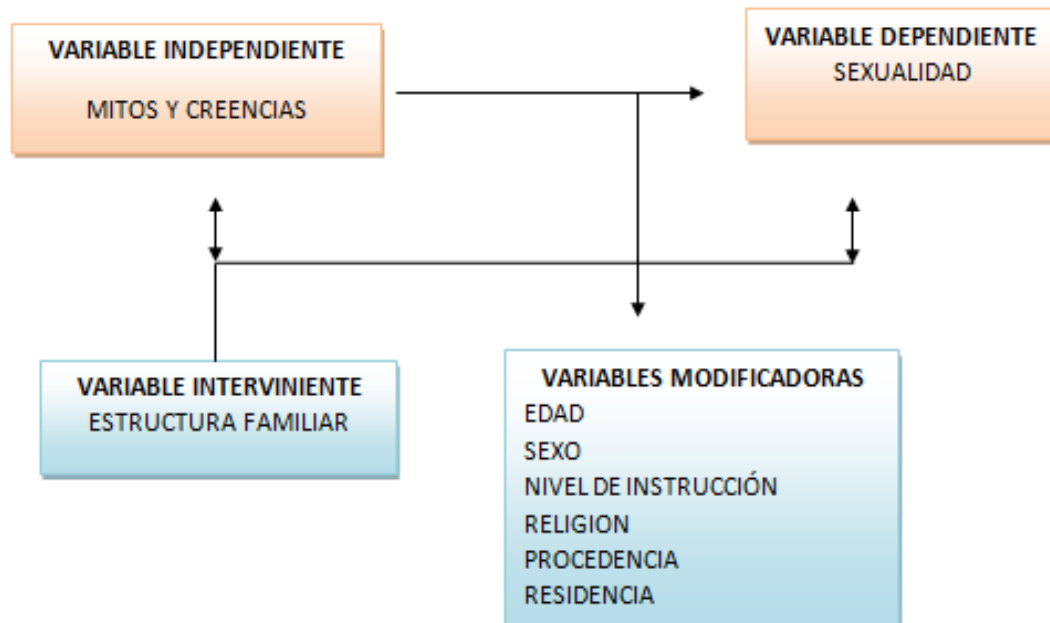 VARIABLE INDEPENDIENTE
MITOS Y CREENCIAS
VARIABLE DEPENDIENTE
SEXUALIDAD
VARIABLE INTERVINIENTE
ESTRUCTURA FAMILIAR
VARIABLES MODIFICADORAS
EDAD
SEXO
NIVEL DE INSTRUCCIÓN
RELIGION
PROCEDENCIA
RESIDENCIA